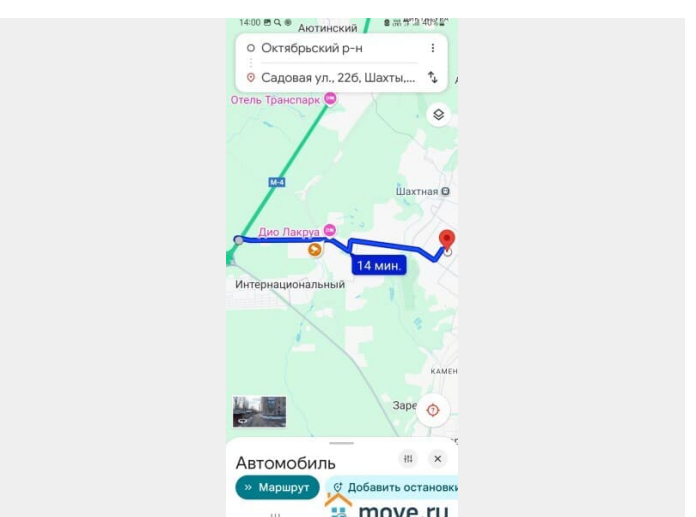 14:00
Аютинский
Октябрьский р-н
Садовая ул., 22б, Шахты,...
Отель Транспарк
М-4
Шахтная
Дио Лакруа
14 мин.
Интернациональный
КАМЕН
Заре
Автомобиль
Маршрут
Добавить остановки
move.ru